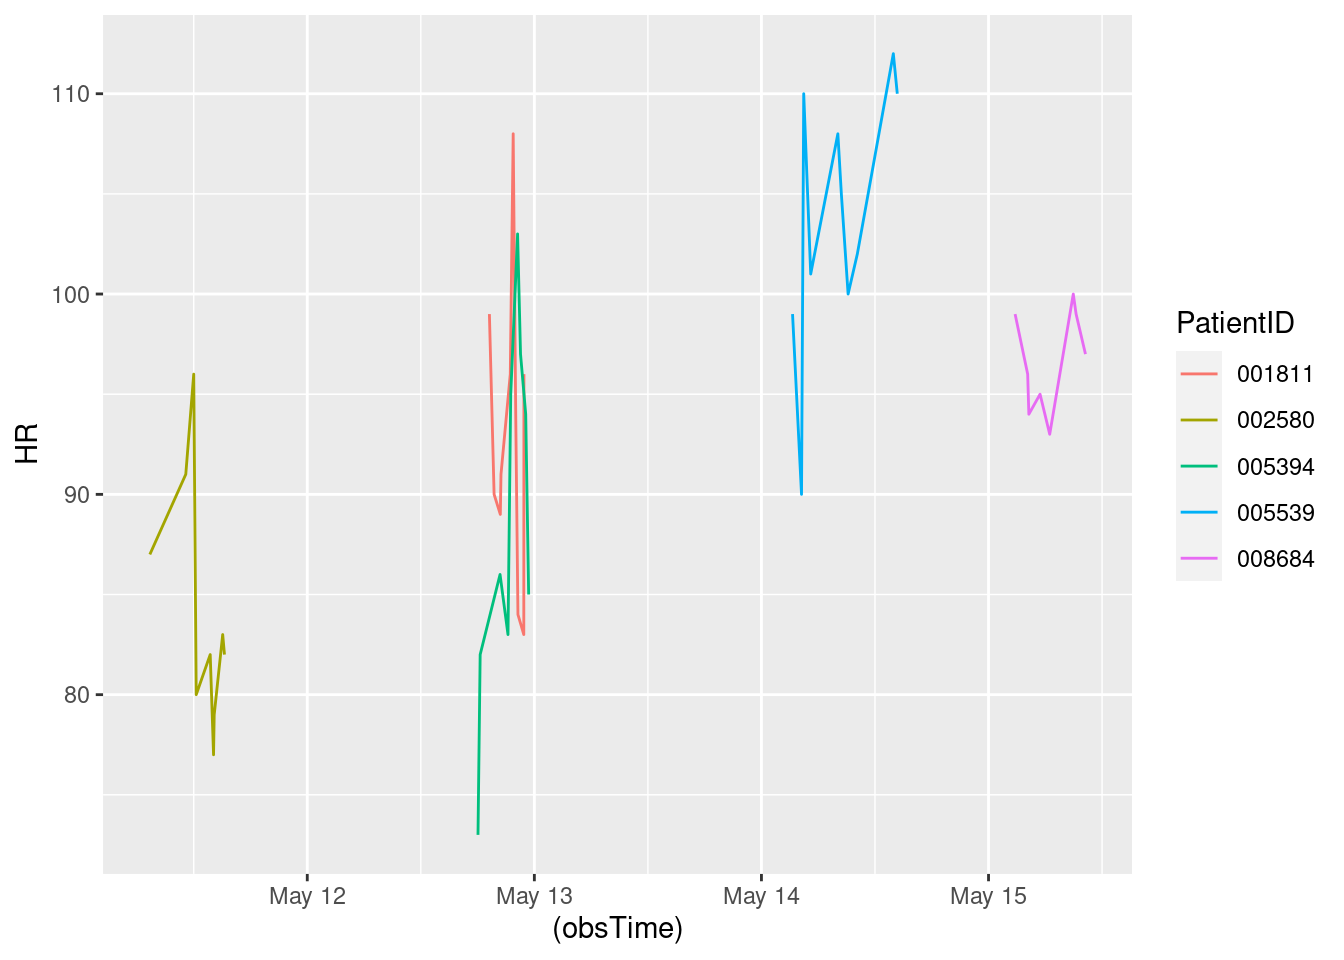 110
100
90
80
HR
May 12
May 13
May 14
May 15
(obsTime)
PatientID
001811
002580
005394
005539
008684